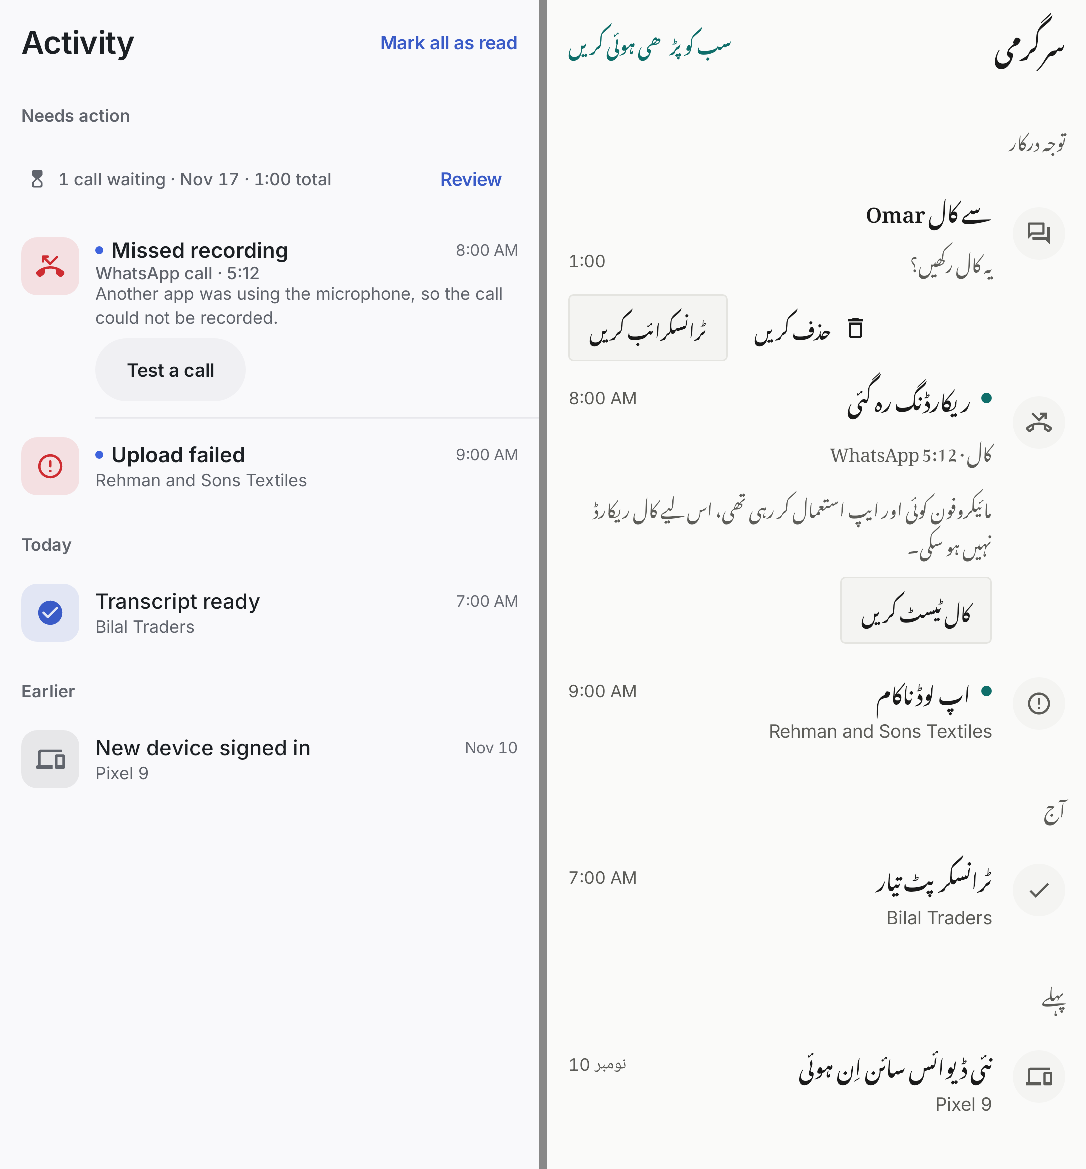 Activity
Mark all as read
Needs action
1 call waiting · Nov 17 · 1:00 total
Review
Missed recording
8:00 AM
WhatsApp call · 5:12
Another app was using the microphone, so the call
could not be recorded.
Test a call
Upload failed
9:00 AM
Rehman and Sons Textiles
Today
Transcript ready
7:00 AM
Bilal Traders
Earlier
New device signed in
Nov 10
Pixel 9
سرگرمی
سب کو پڑھی ہوئی کریں
توجہ درکار
Omar سے کال
یہ کال رکھیں؟
1:00
حذف کریں
ٹرانسکرائب کریں
ریکارڈنگ رہ گئی
8:00 AM
WhatsApp کال · 5:12
مائیکروفون کوئی اور ایپ استعمال کر رہی تھی، اس لیے کال ریکارڈ
نہیں ہو سکی۔
کال ٹیسٹ کریں
اپ لوڈ ناکام
9:00 AM
Rehman and Sons Textiles
آج
ٹرانسکرپٹ تیار
7:00 AM
Bilal Traders
پہلے
نئی ڈیوائس سائن اِن ہوئی
10 نومبر
Pixel 9